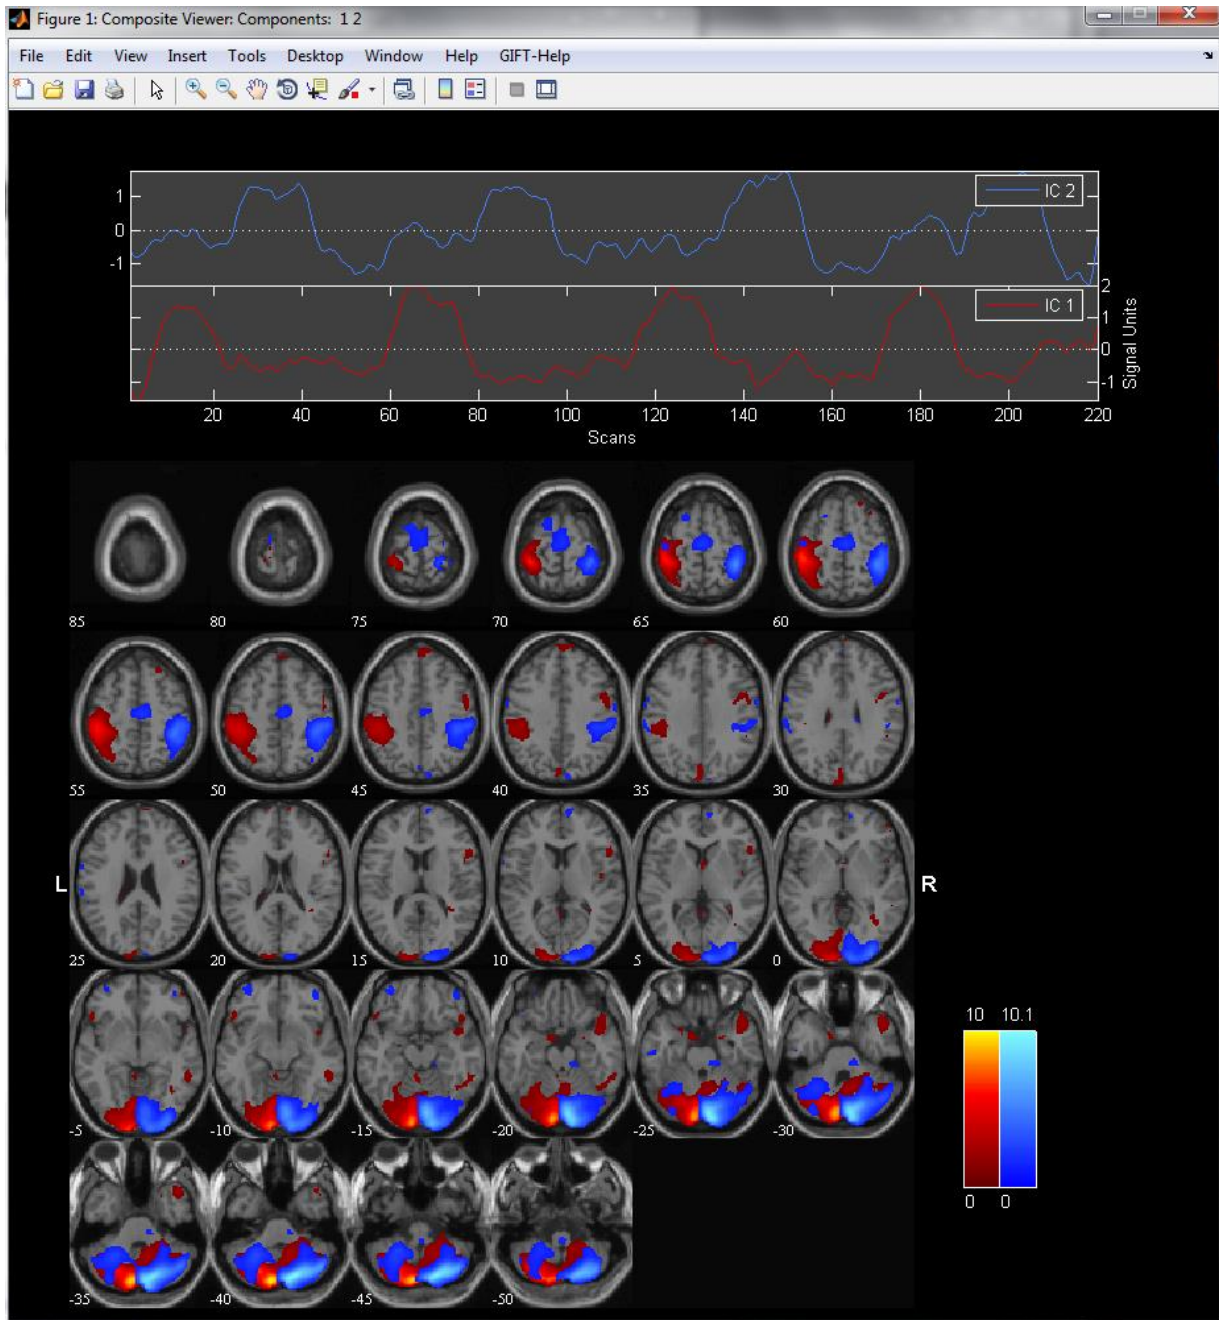 Figure 1: Composite Viewer: Components: 1 2
File Edit View Insert Tools Desktop Window Help GIFT-Help
IC 2
1
0
-1
IC 1
2
1
0
-1
Signal Units
20 40 60 80 100 120 140 160 180 200 220
Scans
85 80 75 70 65 60
55 50 45 40 35 30
L R
25 20 15 10 5 0
-5 -10 -15 -20 -25 -30
10 10.1
0 0
-35 -40 -45 -50